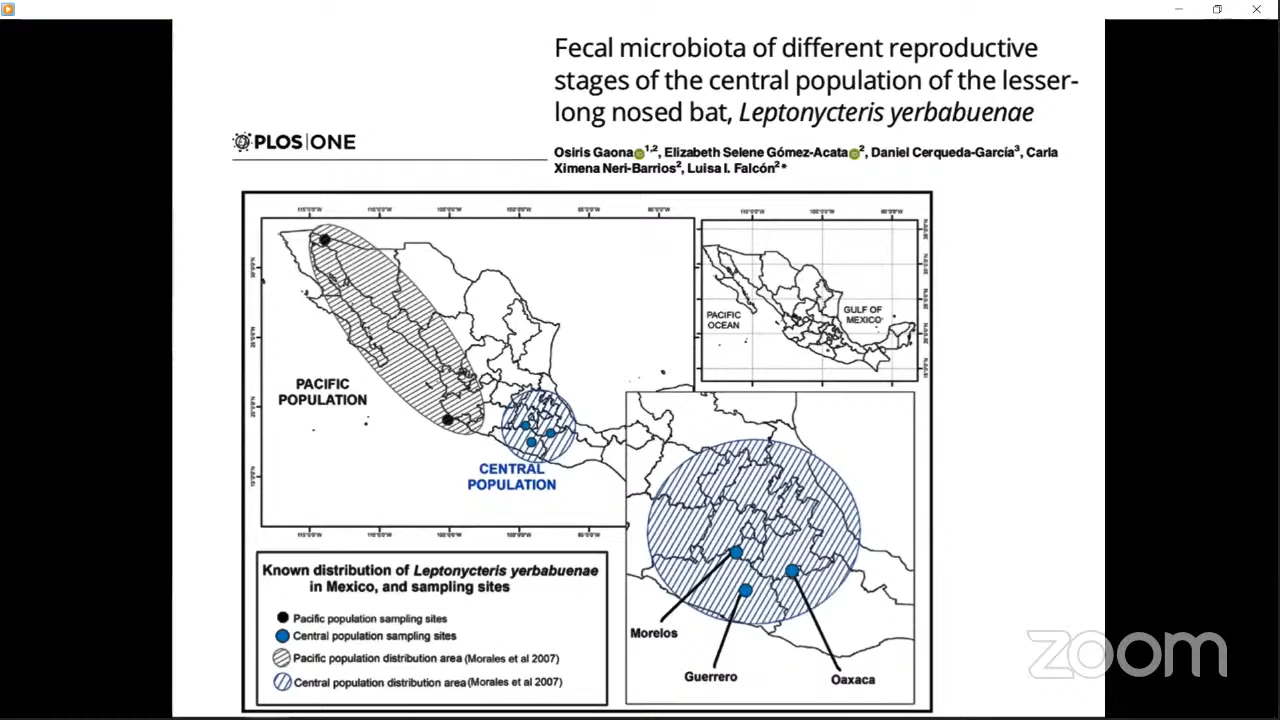 Fecal microbiota of different reproductive
stages of the central population of the lesser-
long nosed bat, Leptonycteris yerbabuenae
PLOS ONE
Osiris Gaona 1,2, Elizabeth Selene Gómez-Acata 2, Daniel Cerqueda-García3, Carla
Ximena Neri-Barrios2, Luisa I. Falcón2*
PACIFIC
OCEAN
GULF OF
MEXICO
PACIFIC
POPULATION
CENTRAL
POPULATION
Known distribution of Leptonycteris yerbabuenae
in Mexico, and sampling sites
Pacific population sampling sites
Central population sampling sites
Pacific population distribution area (Morales et al 2007)
Central population distribution area (Morales et al 2007)
Morelos
Guerrero
Oaxaca
zoom